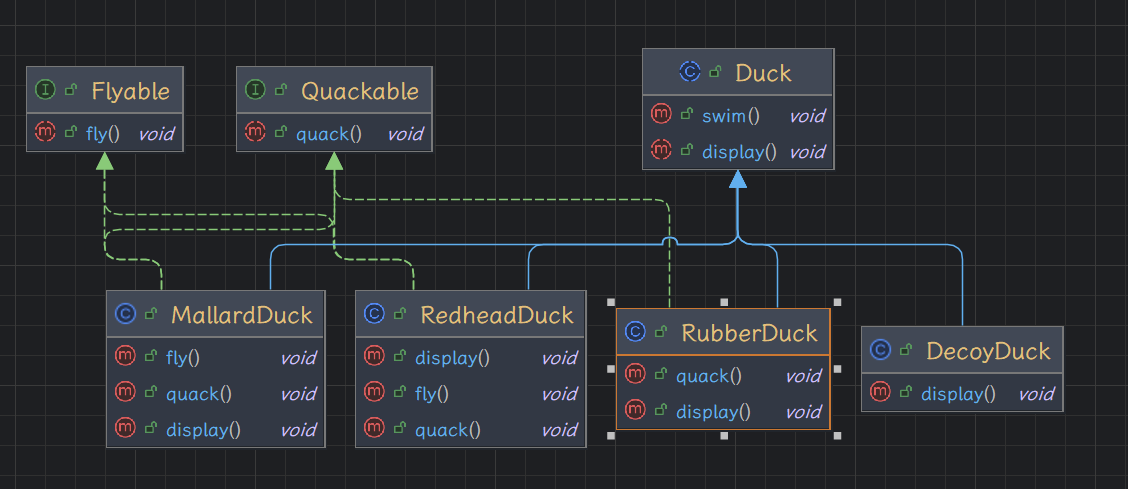 I Flyable
m fly() void
I Quackable
m quack() void
C Duck
m swim() void
m display() void
C MallardDuck
m fly() void
m quack() void
m display() void
C RedheadDuck
m display() void
m fly() void
m quack() void
C RubberDuck
m quack() void
m display() void
C DecoyDuck
m display() void